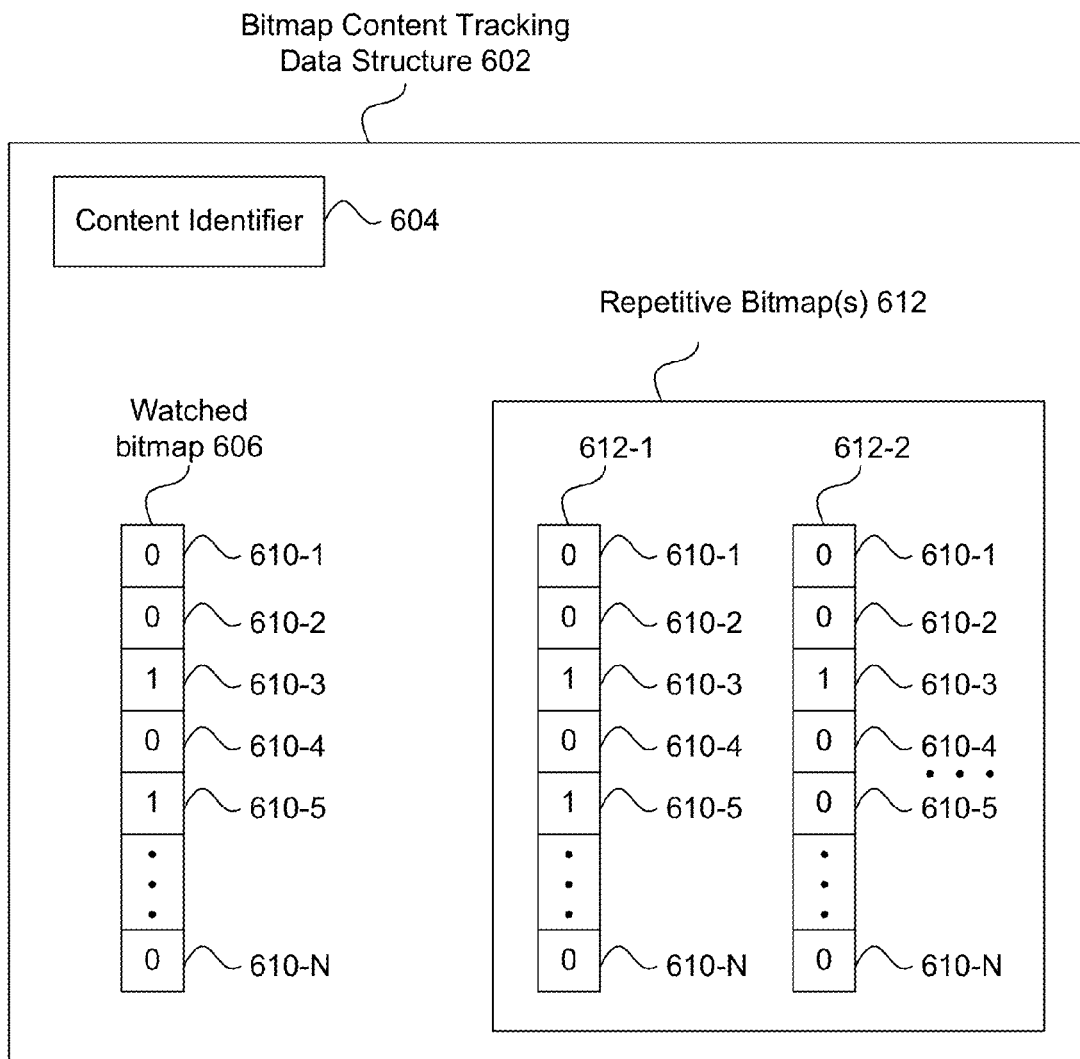 Bitmap Content Tracking
Data Structure 602
Content Identifier 604
Repetitive Bitmap(s) 612
Watched
bitmap 606
612-1 612-2
0 610-1 0 610-1 0 610-1
0 610-2 0 610-2 0 610-2
1 610-3 1 610-3 1 610-3
0 610-4 0 610-4 0 610-4
1 610-5 1 610-5 0 610-5
0 610-N 0 610-N 0 610-N